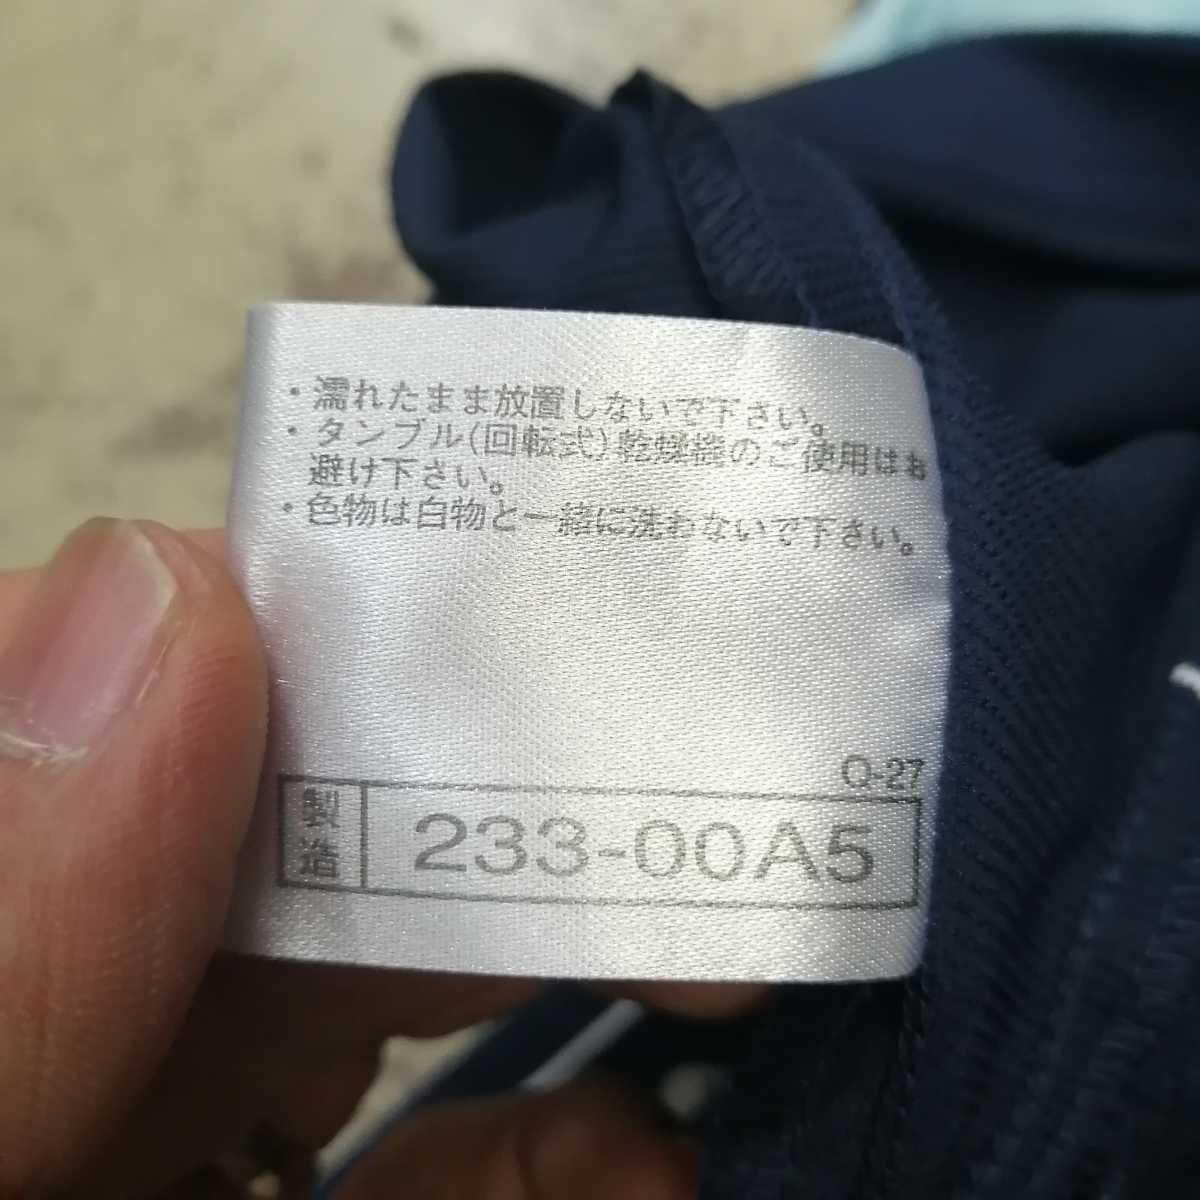 ・濡れたまま放置しないで下さい。
・タンブル(回転式)乾燥機のご使用はお
避け下さい。
・色物は白物と一緒に洗わないで下さい。
O-27
製造 233-00A5